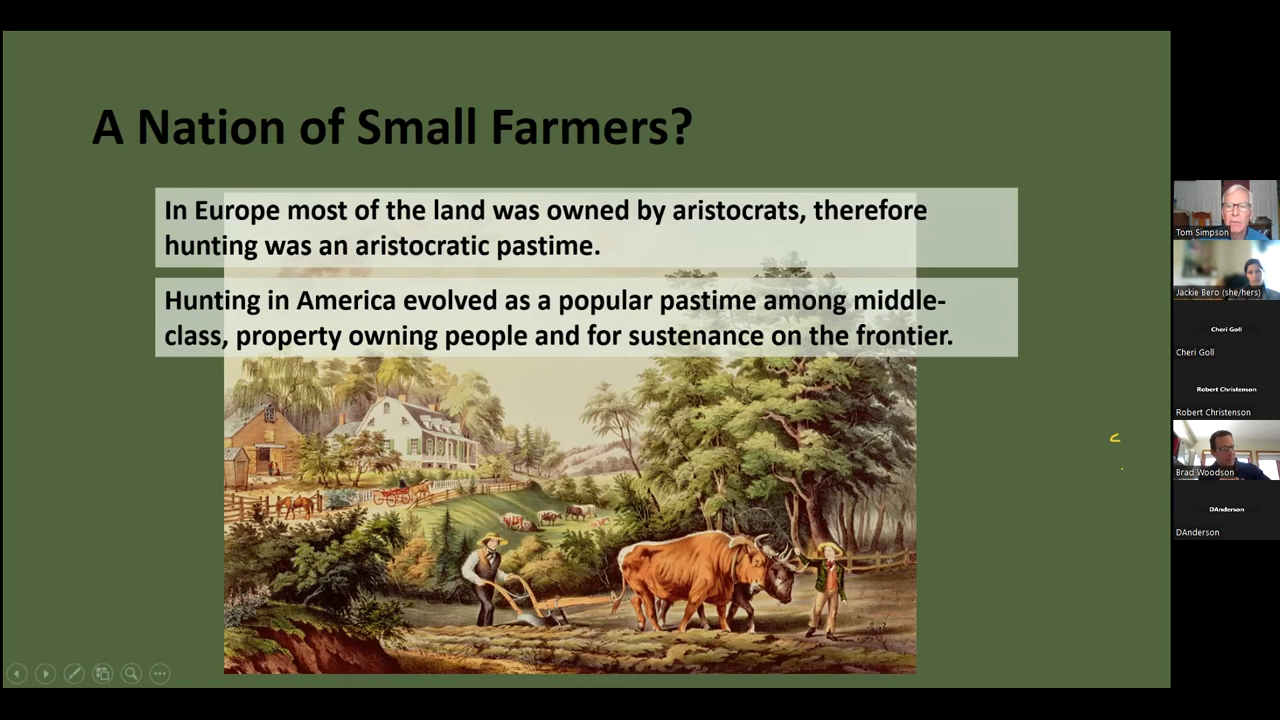 A Nation of Small Farmers?
In Europe most of the land was owned by aristocrats, therefore
hunting was an aristocratic pastime.
Hunting in America evolved as a popular pastime among middle-
class, property owning people and for sustenance on the frontier.
Tom Simpson
Jackie Bero (she/hers)
Cheri Goll
Cheri Goll
Robert Christenson
Robert Christenson
Brad Woodson
DAnderson
DAnderson